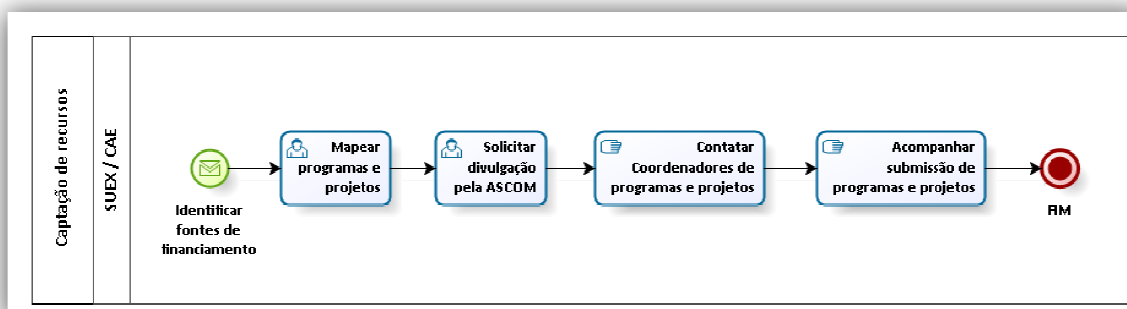 Captação de recursos
SUEX / CAE
Identificar
fontes de
financiamento
Mapear
programas e
projetos
Solicitar
divulgação
pela ASCOM
Contatar
Coordenadores de
programas e projetos
Acompanhar
submissão de
programas e projetos
FIM